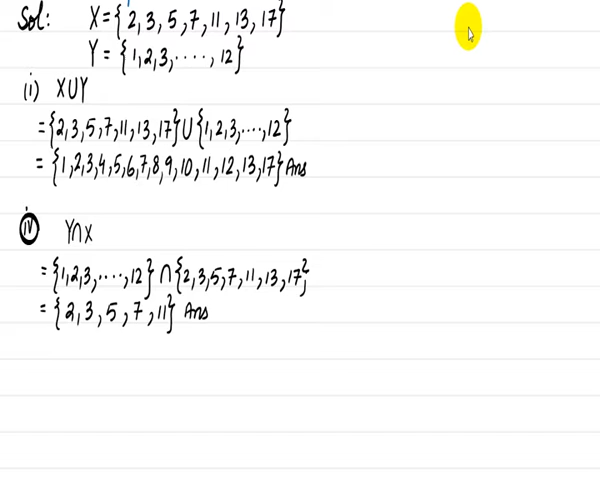 Sol: X={2,3,5,7,11,13,17}
Y={1,2,3,....,12}
(i) X∪Y
={2,3,5,7,11,13,17}∪{1,2,3,....,12}
={1,2,3,4,5,6,7,8,9,10,11,12,13,17} Ans
(iv) Y∩X
={1,2,3,....,12}∩{2,3,5,7,11,13,17}
={2,3,5,7,11} Ans